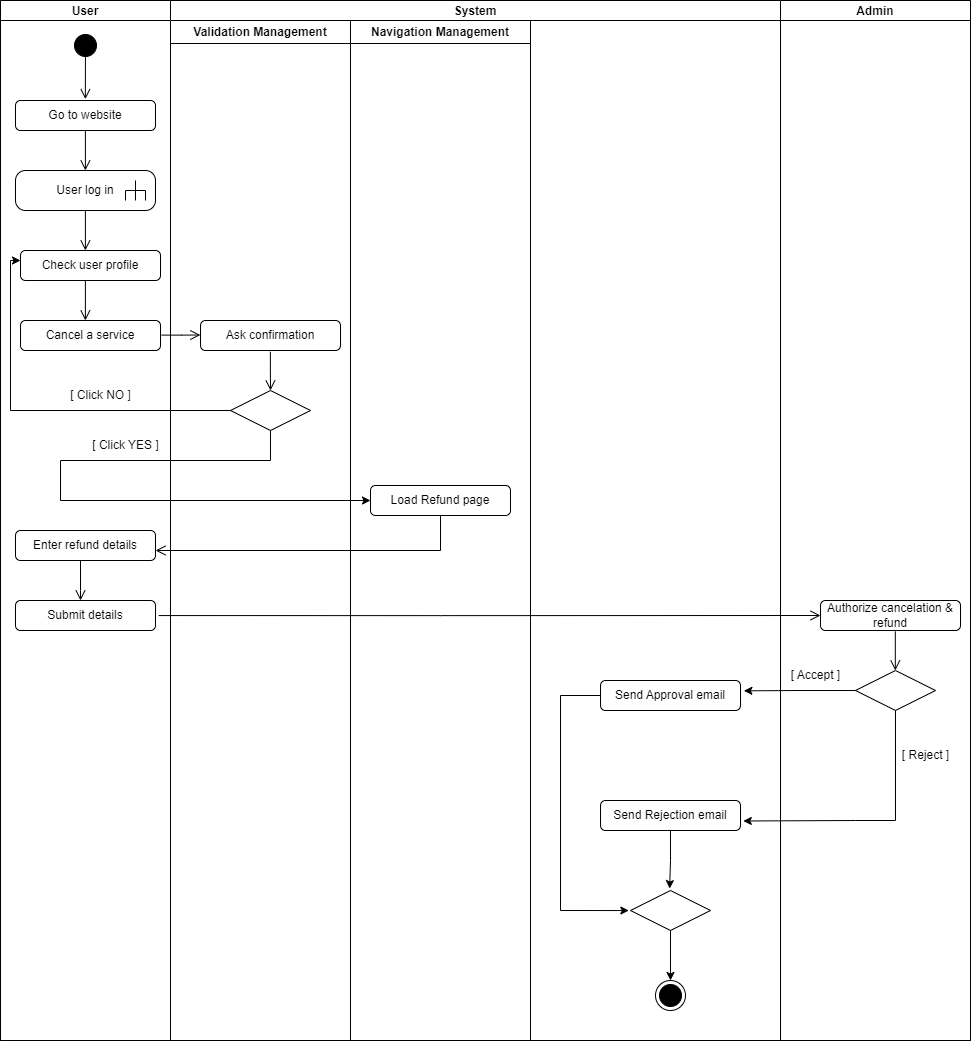 User
System
Admin
Validation Management
Navigation Management
Go to website
User log in
Check user profile
Cancel a service
Ask confirmation
[ Click NO ]
[ Click YES ]
Load Refund page
Enter refund details
Submit details
Authorize cancelation &
refund
[ Accept ]
Send Approval email
[ Reject ]
Send Rejection email